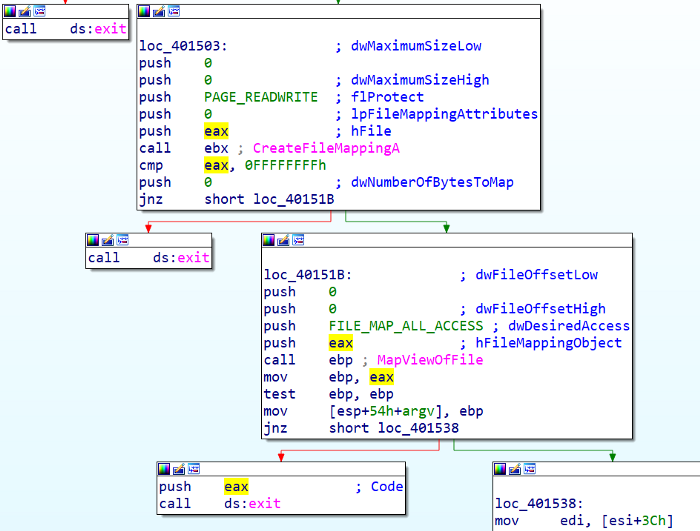 call ds:exit
loc_401503: ; dwMaximumSizeLow
push 0
push 0 ; dwMaximumSizeHigh
push PAGE_READWRITE ; flProtect
push 0 ; lpFileMappingAttributes
push eax ; hFile
call ebx ; CreateFileMappingA
cmp eax, 0FFFFFFFFh
push 0 ; dwNumberOfBytesToMap
jnz short loc_40151B
call ds:exit
loc_40151B: ; dwFileOffsetLow
push 0
push 0 ; dwFileOffsetHigh
push FILE_MAP_ALL_ACCESS ; dwDesiredAccess
push eax ; hFileMappingObject
call ebp ; MapViewOfFile
mov ebp, eax
test ebp, ebp
mov [esp+54h+argv], ebp
jnz short loc_401538
push eax ; Code
call ds:exit
loc_401538:
mov edi, [esi+3Ch]